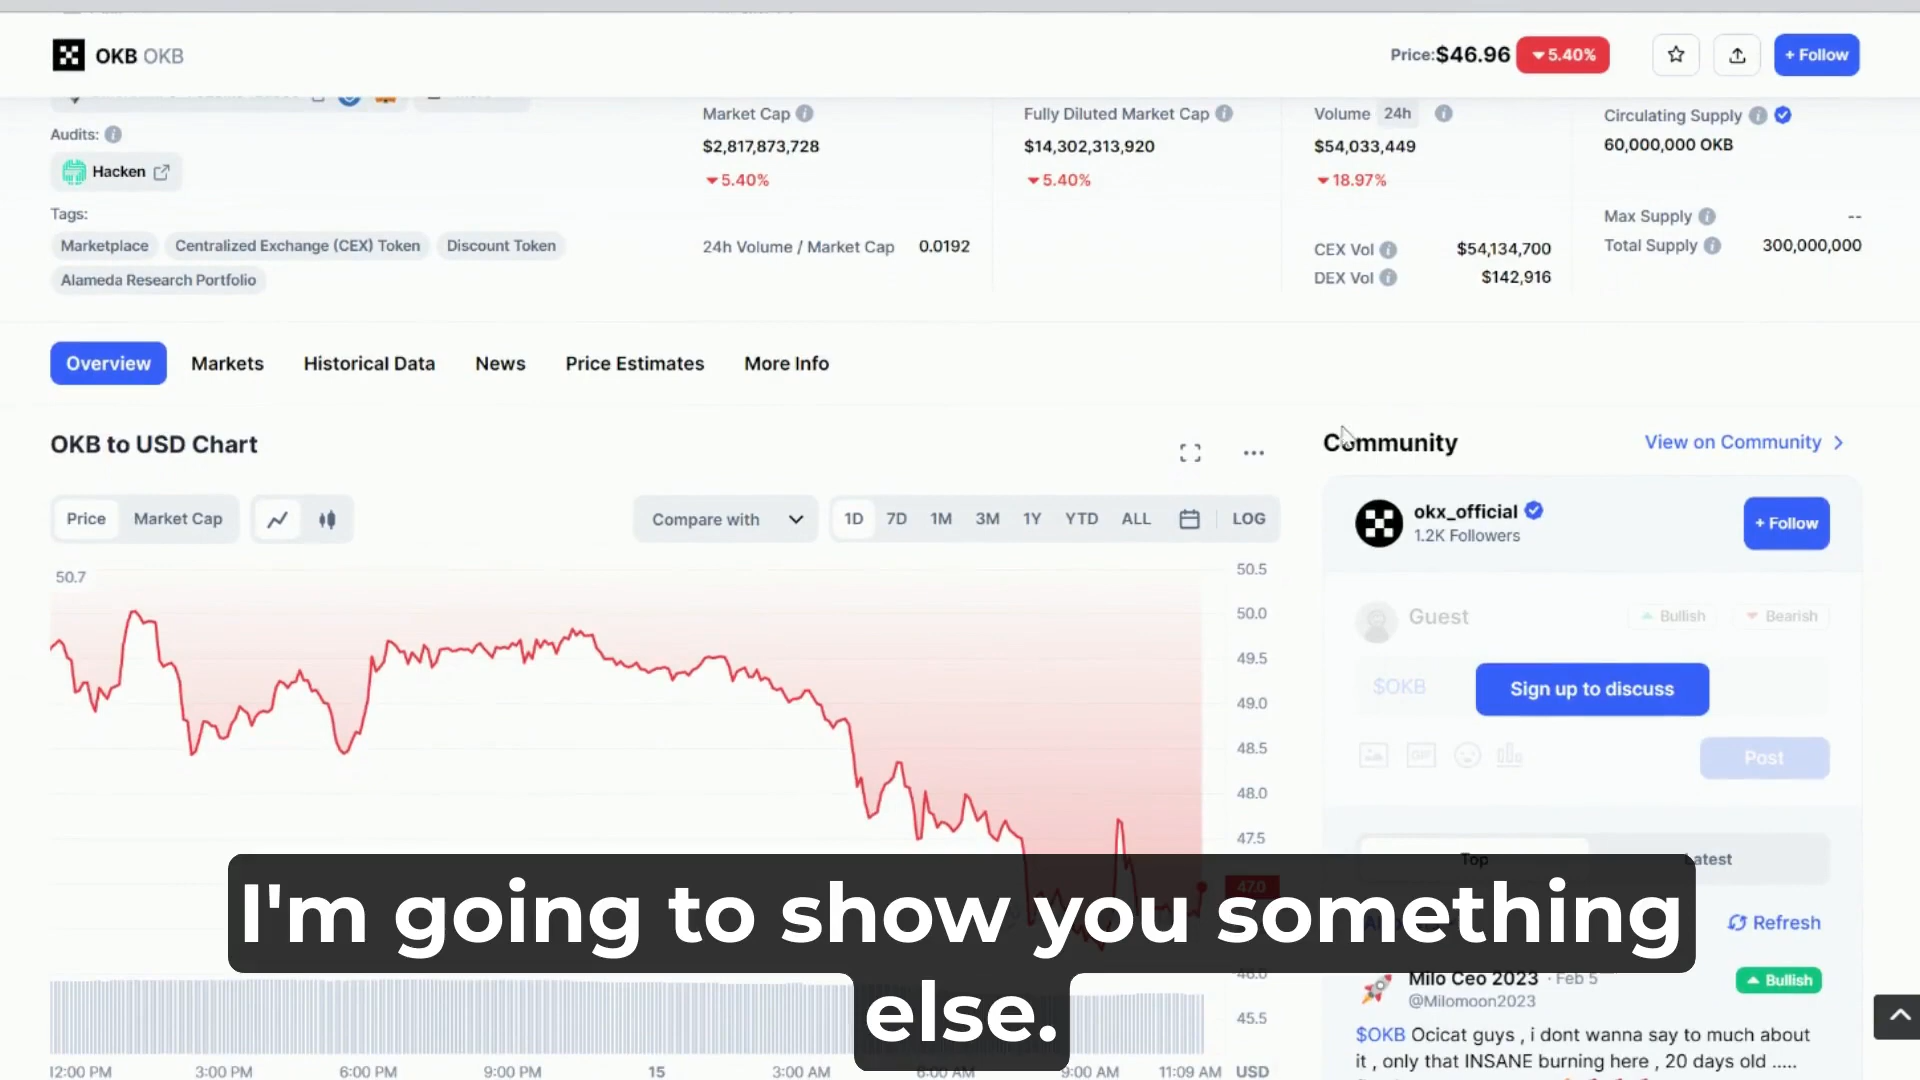 OKB OKB
Price:$46.96 5.40%
+ Follow
Audits:
Hacken
Tags:
Marketplace Centralized Exchange (CEX) Token Discount Token
Alameda Research Portfolio
Market Cap
$2,817,873,728
5.40%
24h Volume / Market Cap 0.0192
Fully Diluted Market Cap
$14,302,313,920
5.40%
Volume 24h
$54,033,449
18.97%
CEX Vol $54,134,700
DEX Vol $142,916
Circulating Supply
60,000,000 OKB
Max Supply --
Total Supply 300,000,000
Overview Markets Historical Data News Price Estimates More Info
OKB to USD Chart
Price Market Cap
Compare with
1D 7D 1M 3M 1Y YTD ALL LOG
50.7
50.5
50.0
49.5
49.0
48.5
48.0
47.5
47.0
46.0
45.5
12:00 PM 3:00 PM 6:00 PM 9:00 PM 15 3:00 AM 6:00 AM 9:00 AM 11:09 AM USD
Community
View on Community
okx_official
1.2K Followers
+ Follow
Guest
Bullish Bearish
$OKB
Sign up to discuss
GIF
Post
Top Latest
Refresh
Milo Ceo 2023 · Feb 5
@Milomoon2023
Bullish
$OKB Ocicat guys , i dont wanna say to much about
it , only that INSANE burning here , 20 days old .....
I'm going to show you something
else.